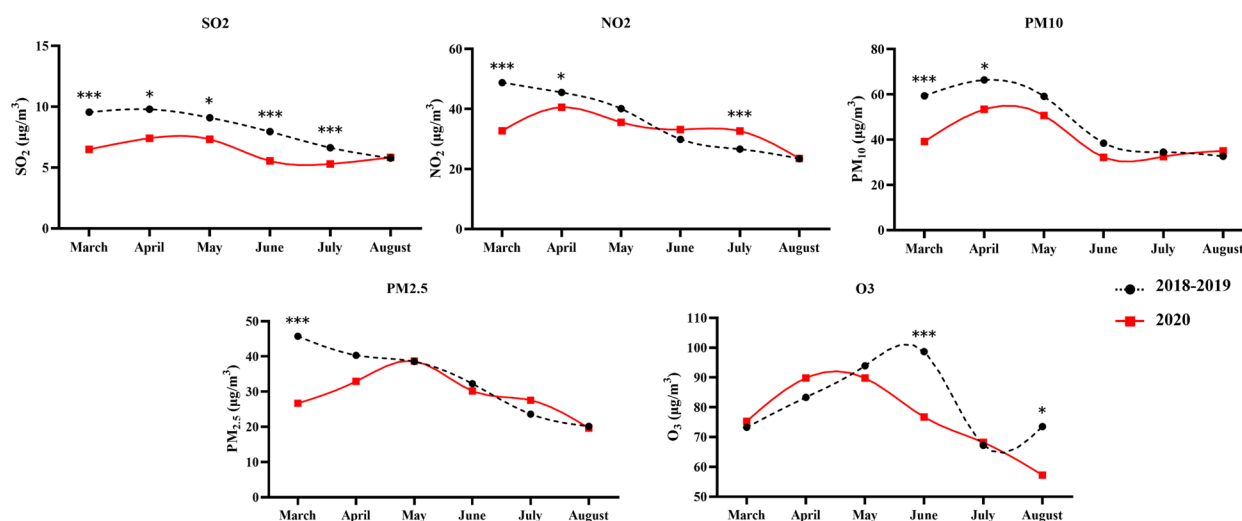 SO2
SO2 (µg/m3)
15
10
5
0
*** * * *** ***
March April May June July August
NO2
NO2 (µg/m3)
60
40
20
0
*** * ***
March April May June July August
PM10
PM10 (µg/m3)
80
60
40
20
0
*** *
March April May June July August
PM2.5
PM2.5 (µg/m3)
50
40
30
20
10
0
***
March April May June July August
O3
O3 (µg/m3)
110
100
90
80
70
60
50
*** *
March April May June July August
2018-2019
2020